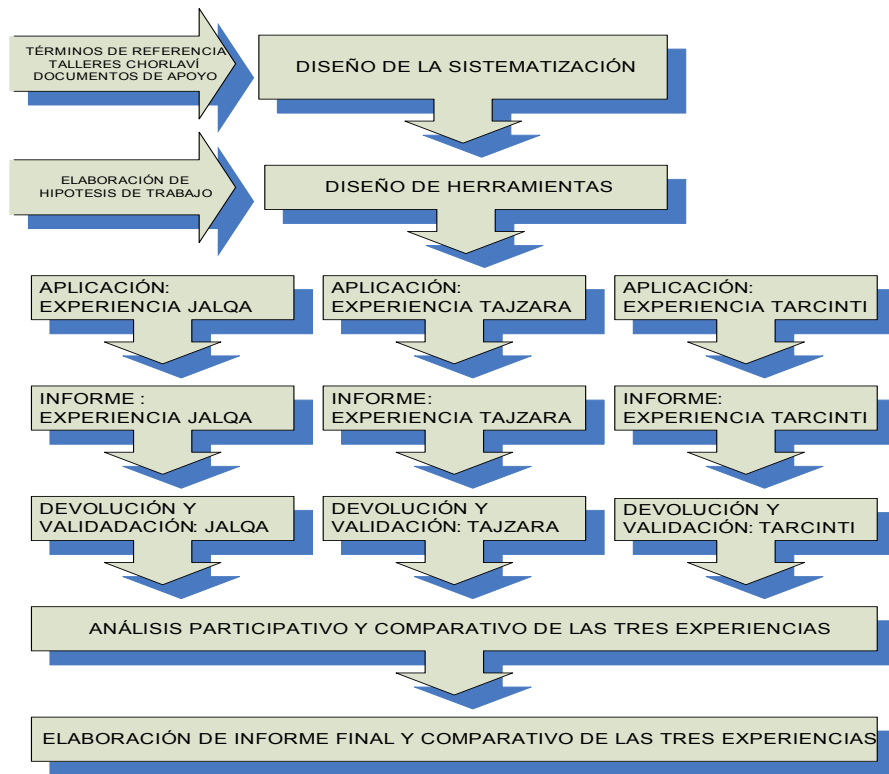 TÉRMINOS DE REFERENCIA
TALLERES CHORLAVÍ
DOCUMENTOS DE APOYO
DISEÑO DE LA SISTEMATIZACIÓN
ELABORACIÓN DE
HIPOTESIS DE TRABAJO
DISEÑO DE HERRAMIENTAS
APLICACIÓN:
EXPERIENCIA JALQA
APLICACIÓN:
EXPERIENCIA TAJZARA
APLICACIÓN:
EXPERIENCIA TARCINTI
INFORME :
EXPERIENCIA JALQA
INFORME:
EXPERIENCIA TAJZARA
INFORME:
EXPERIENCIA TARCINTI
DEVOLUCIÓN Y
VALIDADACIÓN: JALQA
DEVOLUCIÓN Y
VALIDACIÓN: TAJZARA
DEVOLUCIÓN Y
VALIDACIÓN: TARCINTI
ANÁLISIS PARTICIPATIVO Y COMPARATIVO DE LAS TRES EXPERIENCIAS
ELABORACIÓN DE INFORME FINAL Y COMPARATIVO DE LAS TRES EXPERIENCIAS